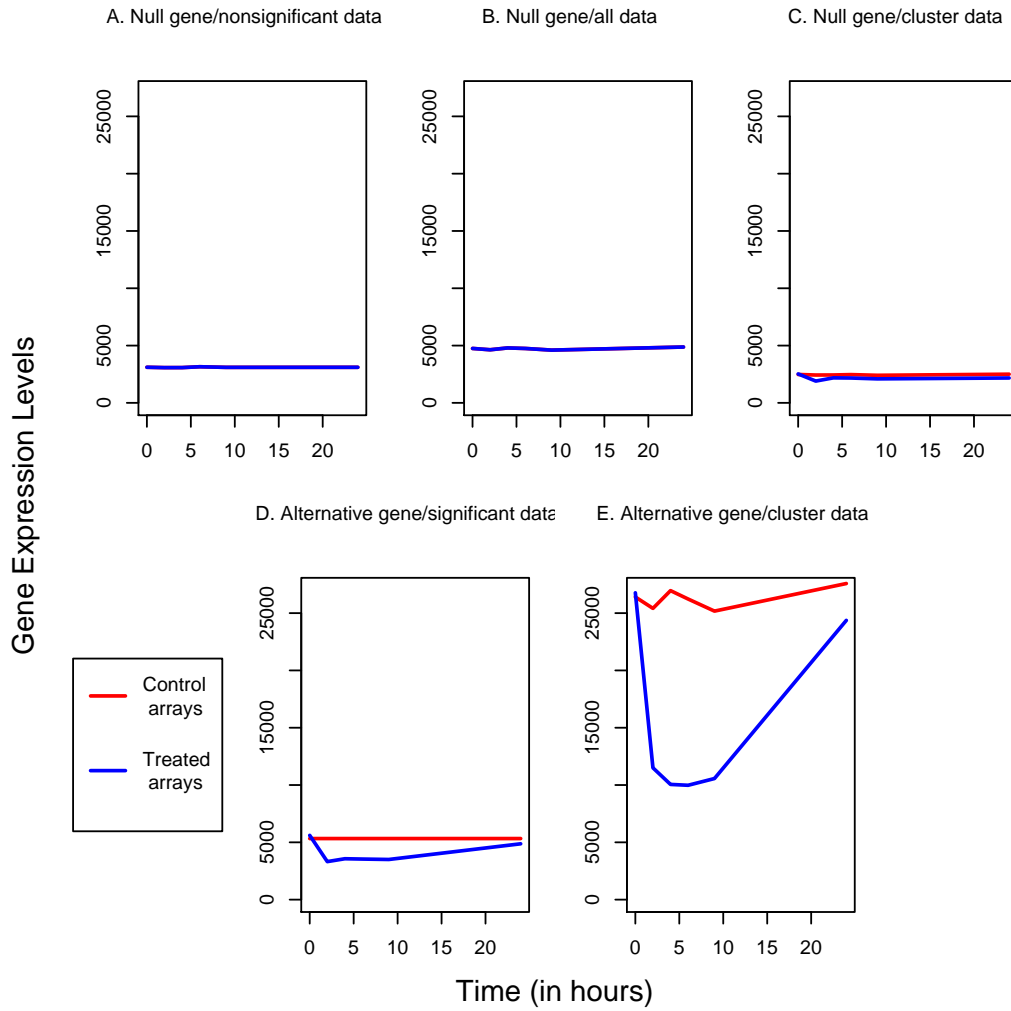 A. Null gene/nonsignificant data
B. Null gene/all data
C. Null gene/cluster data
25000
15000
5000
0
0 5 10 15 20
25000
15000
5000
0
0 5 10 15 20
25000
15000
5000
0
0 5 10 15 20
Gene Expression Levels
D. Alternative gene/significant data
E. Alternative gene/cluster data
25000
15000
5000
0
0 5 10 15 20
25000
15000
5000
0
0 5 10 15 20
Control
arrays
Treated
arrays
Time (in hours)